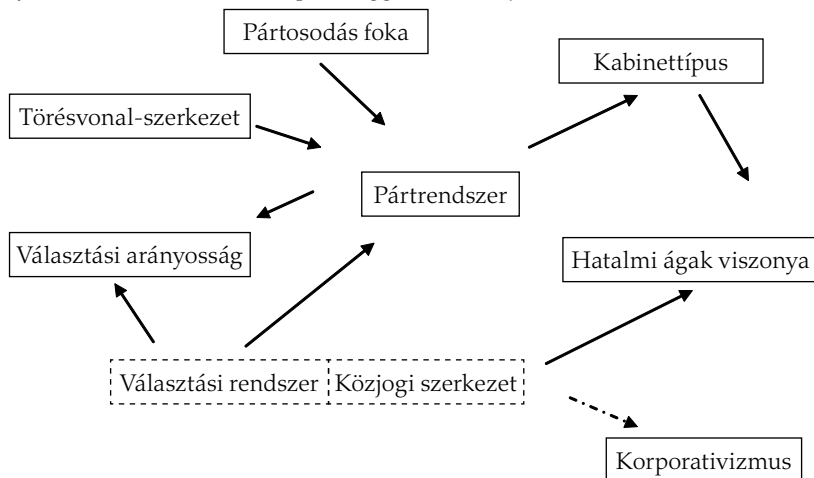 Pártosodás foka
Kabinettípus
Törésvonal-szerkezet
Pártrendszer
Választási arányosság
Hatalmi ágak viszonya
Választási rendszer
Közjogi szerkezet
Korporativizmus